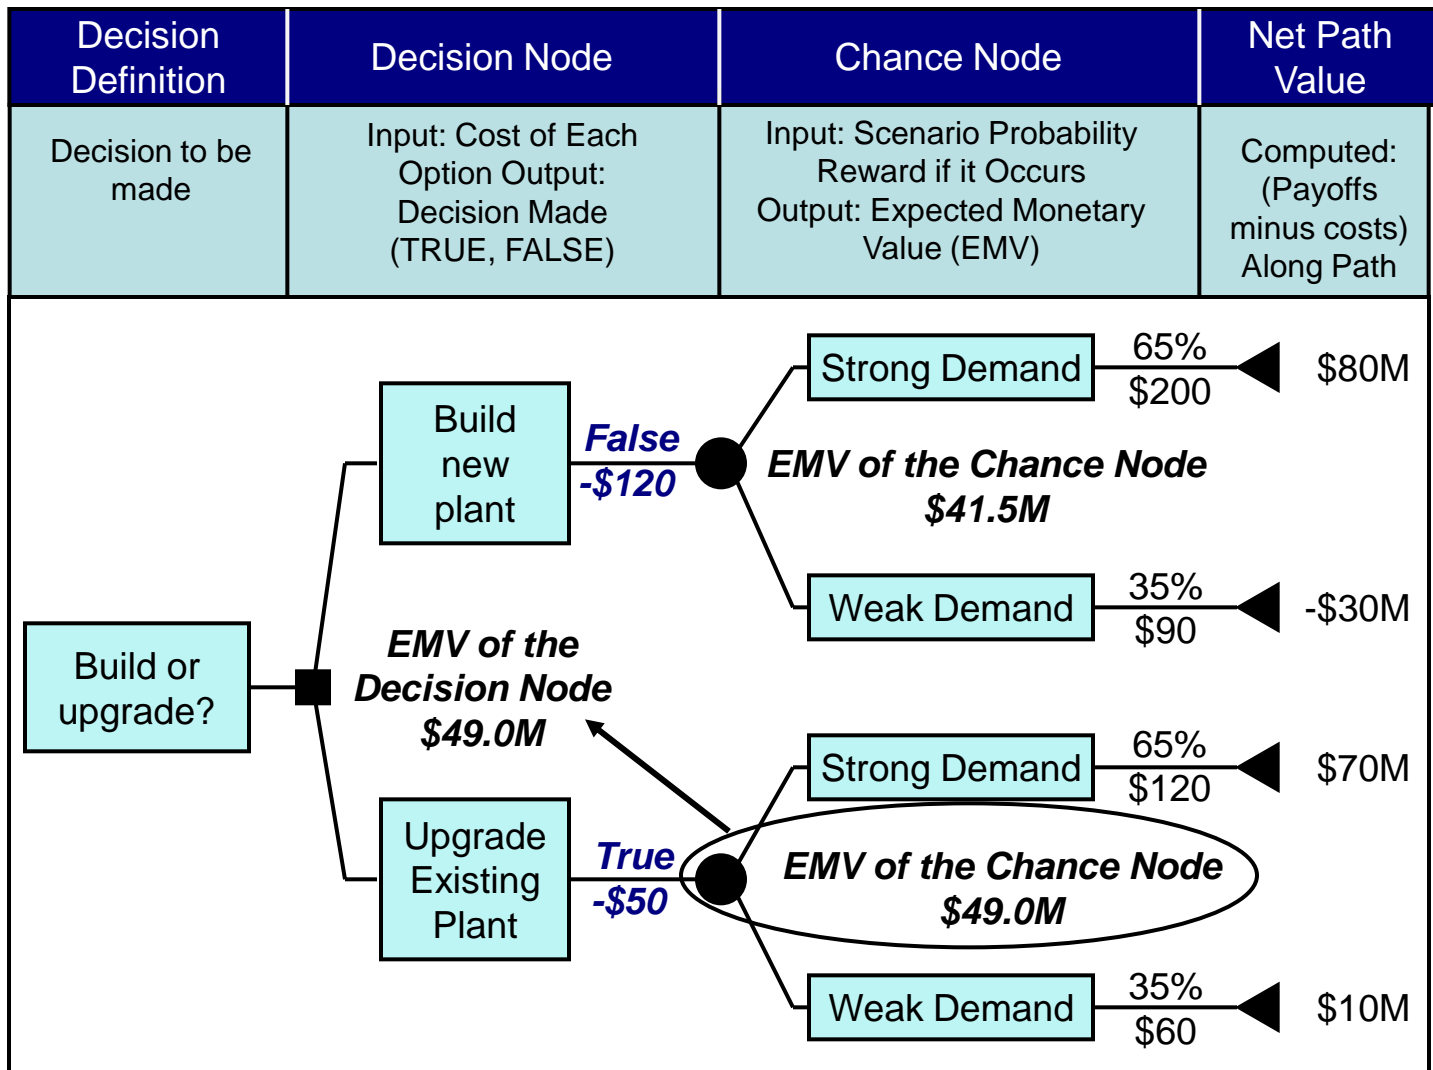 Decision
Definition
Decision Node
Chance Node
Net Path
Value
Decision to be
made
Input: Cost of Each
Option Output:
Decision Made
(TRUE, FALSE)
Input: Scenario Probability
Reward if it Occurs
Output: Expected Monetary
Value (EMV)
Computed:
(Payoffs
minus costs)
Along Path
Build or
upgrade?
Build
new
plant
False
-$120
Strong Demand
65%
$200
$80M
EMV of the Chance Node
$41.5M
Weak Demand
35%
$90
-$30M
EMV of the
Decision Node
$49.0M
Upgrade
Existing
Plant
True
-$50
Strong Demand
65%
$120
$70M
EMV of the Chance Node
$49.0M
Weak Demand
35%
$60
$10M